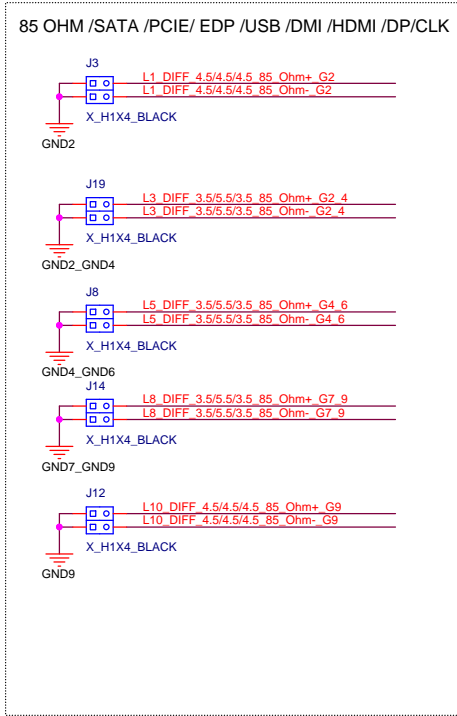 85 OHM /SATA /PCIE/ EDP /USB /DMI /HDMI /DP/CLK
J3
L1_DIFF_4.5/4.5/4.5_85_Ohm+_G2
L1_DIFF_4.5/4.5/4.5_85_Ohm-_G2
X_H1X4_BLACK
GND2
J19
L3_DIFF_3.5/5.5/3.5_85_Ohm+_G2_4
L3_DIFF_3.5/5.5/3.5_85_Ohm-_G2_4
X_H1X4_BLACK
GND2_GND4
J8
L5_DIFF_3.5/5.5/3.5_85_Ohm+_G4_6
L5_DIFF_3.5/5.5/3.5_85_Ohm-_G4_6
X_H1X4_BLACK
GND4_GND6
J14
L8_DIFF_3.5/5.5/3.5_85_Ohm+_G7_9
L8_DIFF_3.5/5.5/3.5_85_Ohm-_G7_9
X_H1X4_BLACK
GND7_GND9
J12
L10_DIFF_4.5/4.5/4.5_85_Ohm+_G9
L10_DIFF_4.5/4.5/4.5_85_Ohm-_G9
X_H1X4_BLACK
GND9